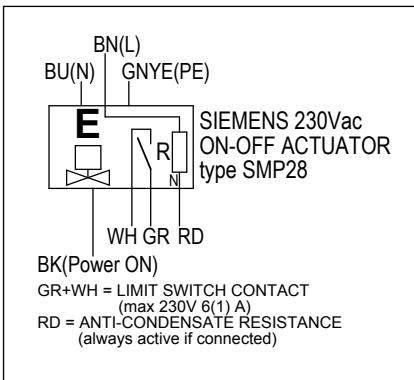 BN(L)
BU(N) GNYE(PE)
E
R
N
SIEMENS 230Vac
ON-OFF ACTUATOR
type SMP28
WH GR RD
BK(Power ON)
GR+WH = LIMIT SWITCH CONTACT
(max 230V 6(1) A)
RD = ANTI-CONDENSATE RESISTANCE
(always active if connected)